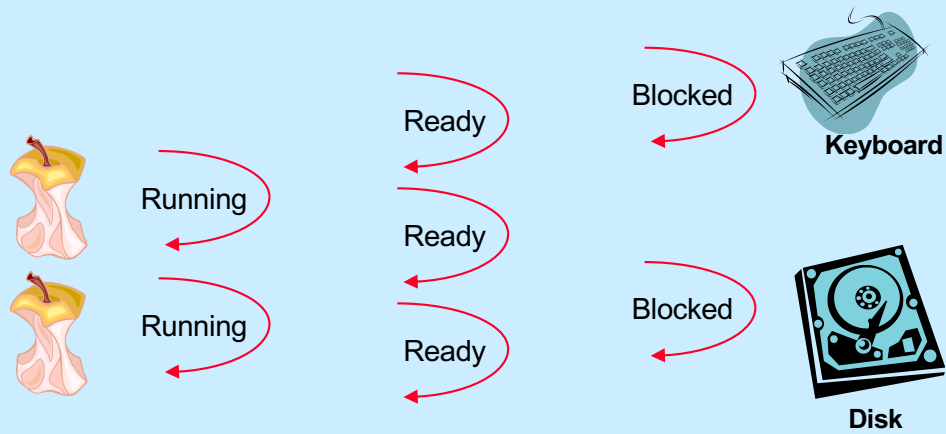 Blocked
Ready
Keyboard
Running
Ready
Blocked
Running
Ready
Disk